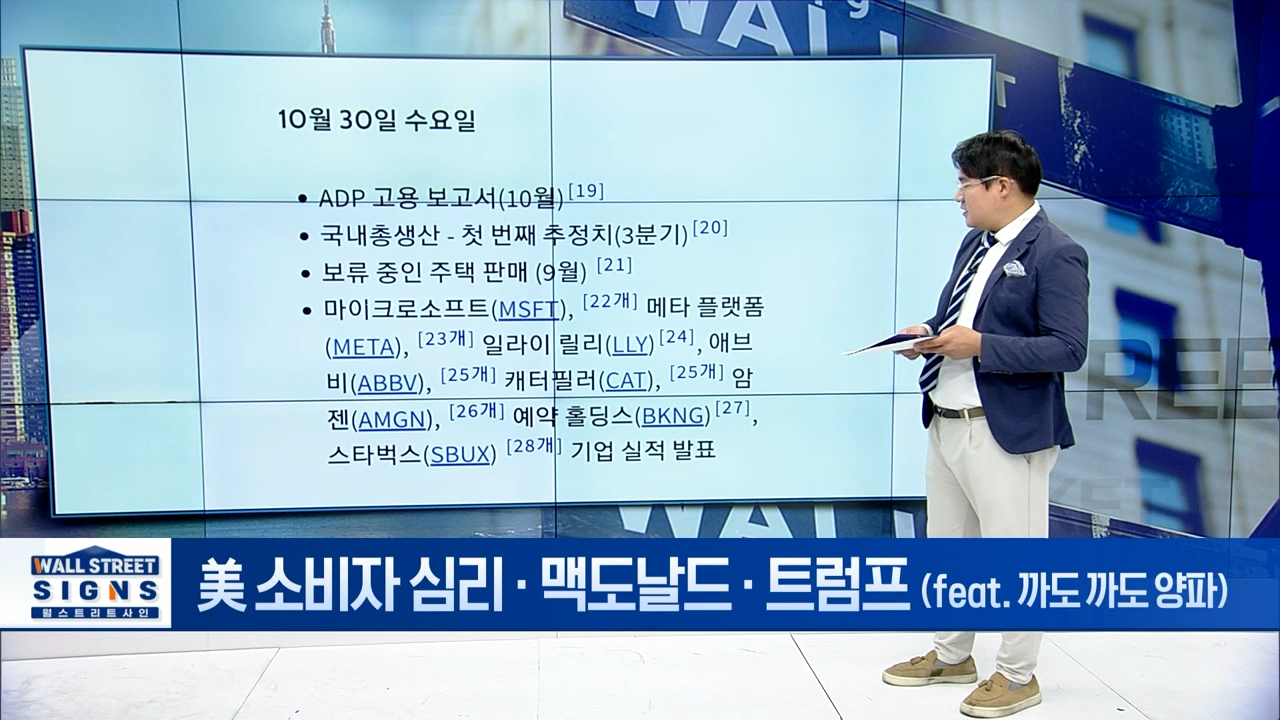 WALL
ST
10월 30일 수요일
• ADP 고용 보고서(10월)[19]
• 국내총생산 - 첫 번째 추정치(3분기)[20]
• 보류 중인 주택 판매 (9월) [21]
• 마이크로소프트(MSFT), [22개] 메타 플랫폼
(META), [23개] 일라이 릴리(LLY)[24], 애브
비(ABBV), [25개] 캐터필러(CAT), [25개] 암
젠(AMGN), [26개] 예약 홀딩스(BKNG)[27],
스타벅스(SBUX) [28개] 기업 실적 발표
REE
KET
WALL
WALL STREET
SIGNS
월스트리트사인
美 소비자 심리·맥도날드·트럼프 (feat. 까도 까도 양파)